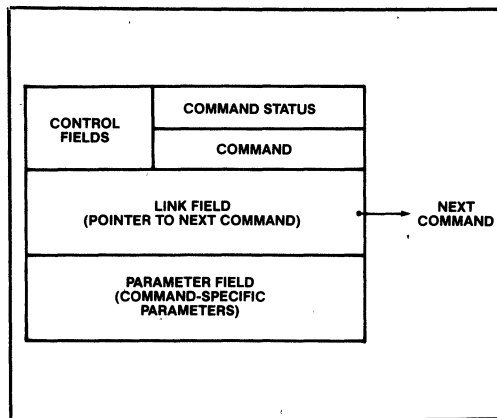 CONTROL
FIELDS
COMMAND STATUS
COMMAND
LINK FIELD
(POINTER TO NEXT COMMAND)
NEXT
COMMAND
PARAMETER FIELD
(COMMAND-SPECIFIC
PARAMETERS)